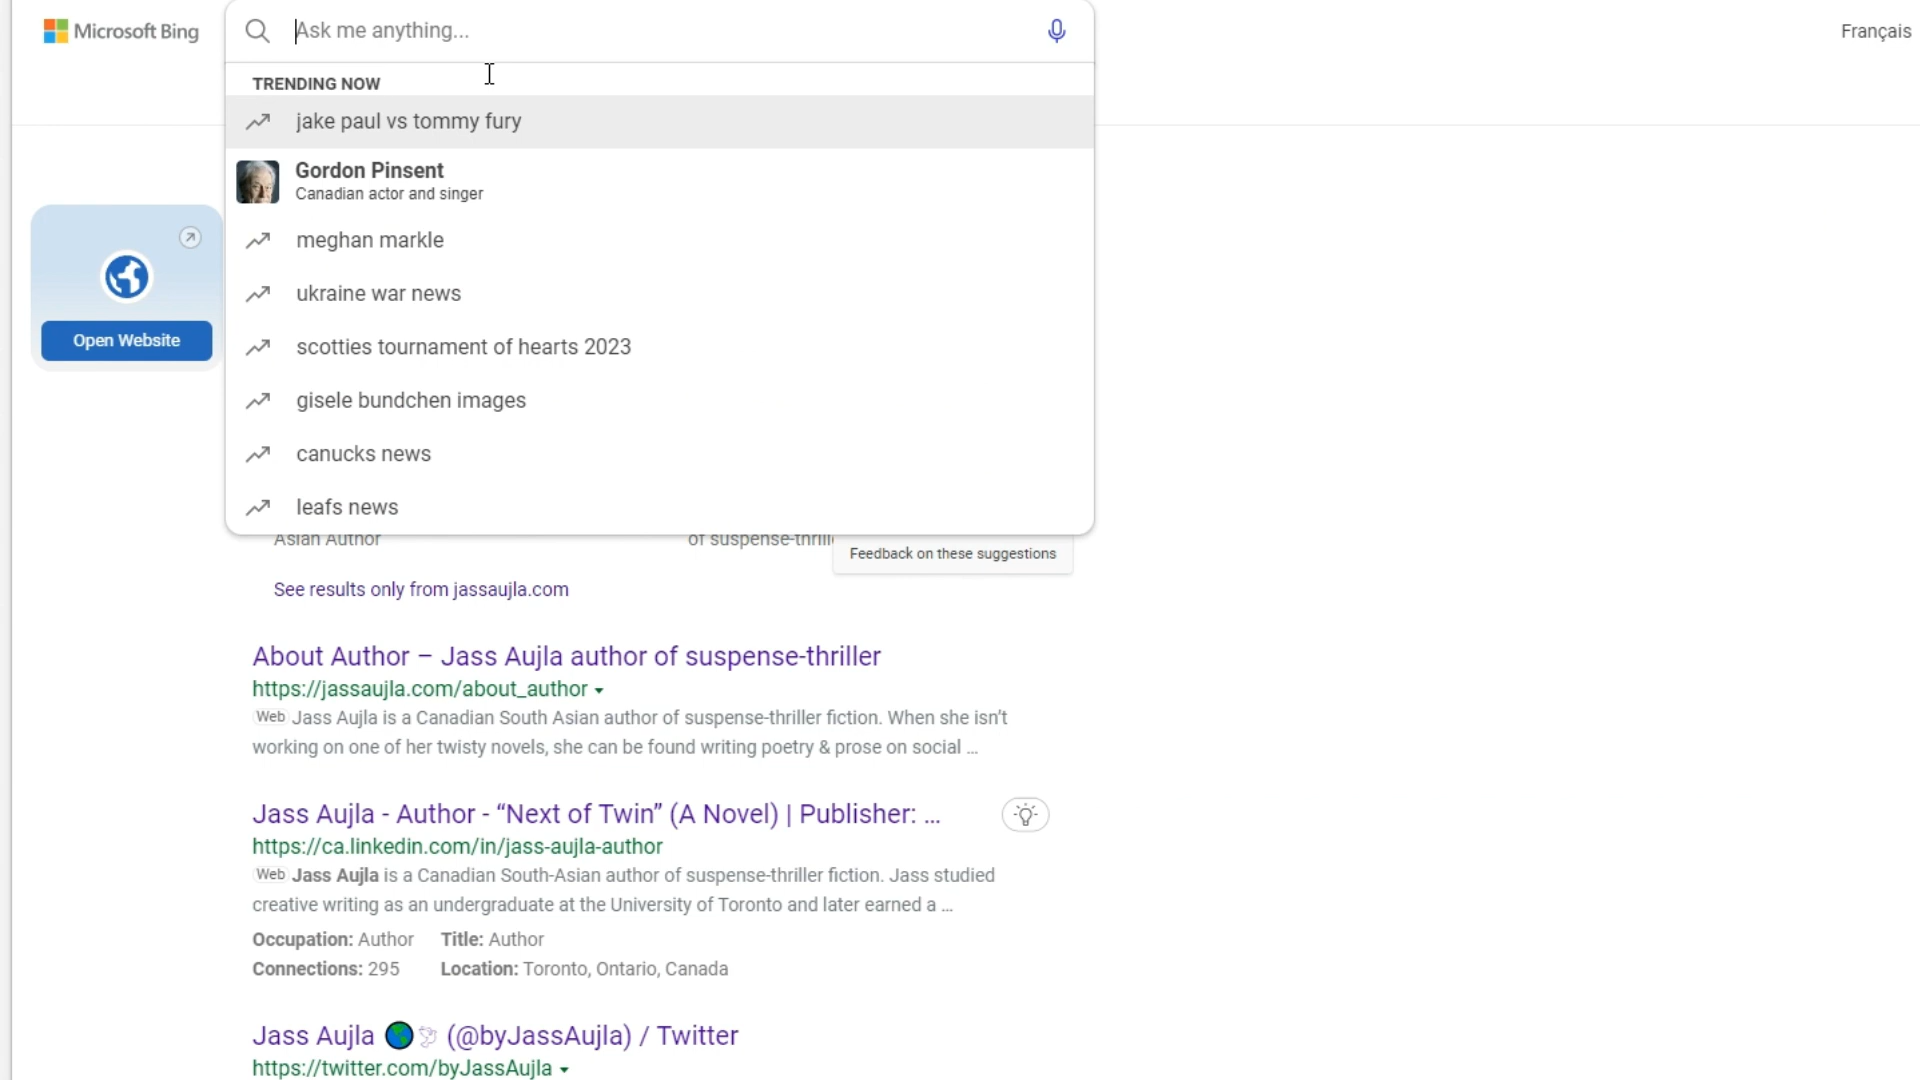 Microsoft Bing
Ask me anything...
Français
TRENDING NOW
jake paul vs tommy fury
Gordon Pinsent
Canadian actor and singer
meghan markle
ukraine war news
Open Website
scotties tournament of hearts 2023
gisele bundchen images
canucks news
leafs news
Asian Author
of suspense-thrill
Feedback on these suggestions
See results only from jassaujla.com
About Author – Jass Aujla author of suspense-thriller
https://jassaujla.com/about_author
Web Jass Aujla is a Canadian South Asian author of suspense-thriller fiction. When she isn’t
working on one of her twisty novels, she can be found writing poetry & prose on social ...
Jass Aujla - Author - “Next of Twin” (A Novel) | Publisher: ...
https://ca.linkedin.com/in/jass-aujla-author
Web Jass Aujla is a Canadian South-Asian author of suspense-thriller fiction. Jass studied
creative writing as an undergraduate at the University of Toronto and later earned a ...
Occupation: Author Title: Author
Connections: 295 Location: Toronto, Ontario, Canada
Jass Aujla 🌎🕊 (@byJassAujla) / Twitter
https://twitter.com/byJassAujla